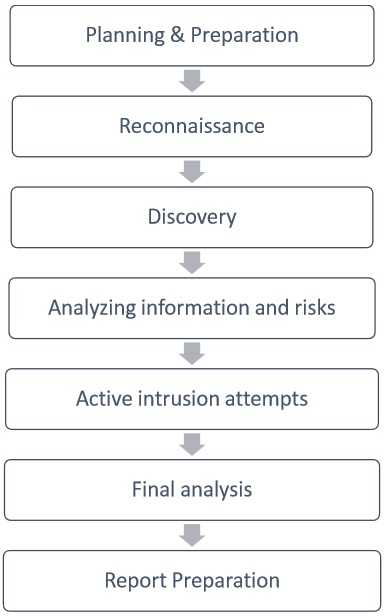 Planning & Preparation
Reconnaissance
Discovery
Analyzing information and risks
Active intrusion attempts
Final analysis
Report Preparation